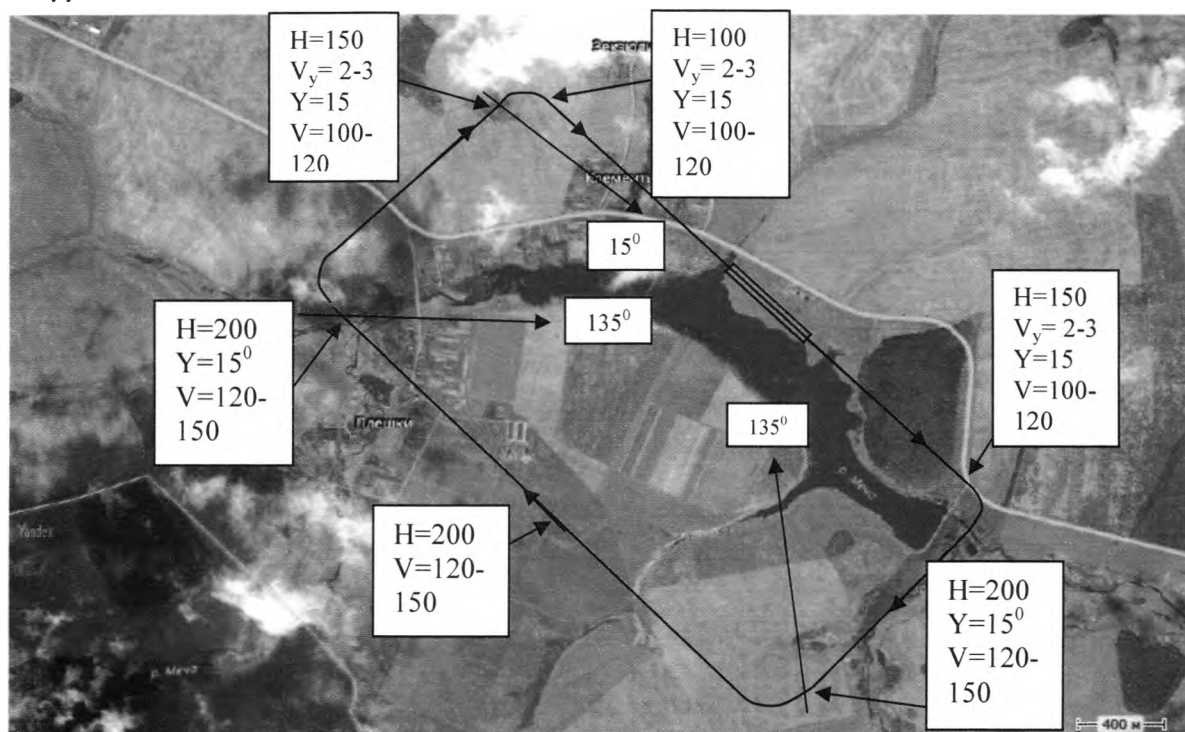 H=150
Vy= 2-3
Y=15
V=100-
120
H=100
Vy= 2-3
Y=15
V=100-
120
15⁰
135⁰
H=200
Y=15⁰
V=120-
150
H=150
Vy= 2-3
Y=15
V=100-
120
135⁰
Плешки
р. Меча
H=200
V=120-
150
Yandex
H=200
Y=15⁰
V=120-
150
р. Меча
400 м